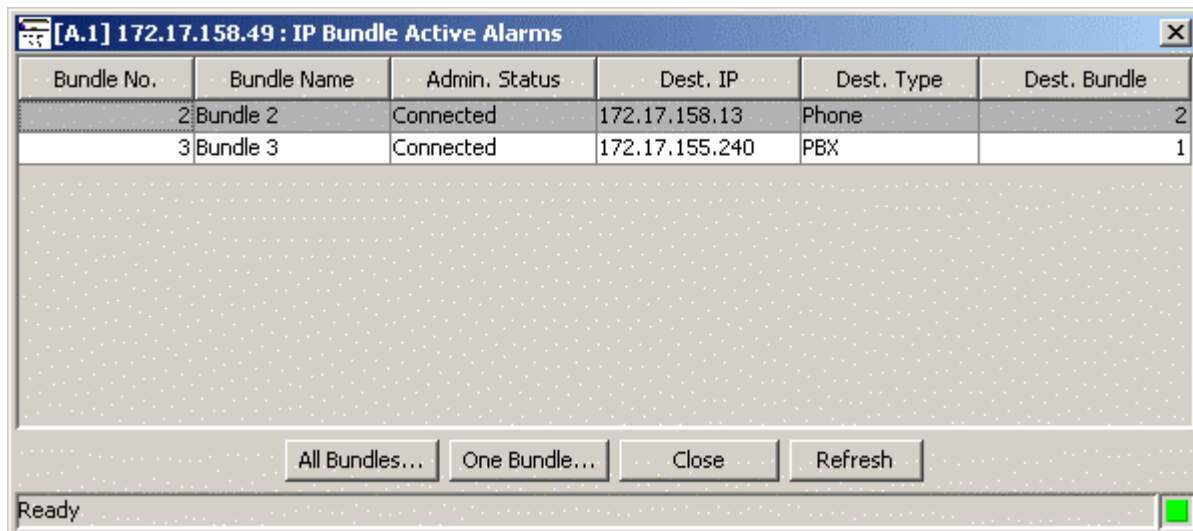 [A.1] 172.17.158.49 : IP Bundle Active Alarms
Bundle No. Bundle Name Admin. Status Dest. IP Dest. Type Dest. Bundle
2 Bundle 2 Connected 172.17.158.13 Phone 2
3 Bundle 3 Connected 172.17.155.240 PBX 1
All Bundles... One Bundle... Close Refresh
Ready